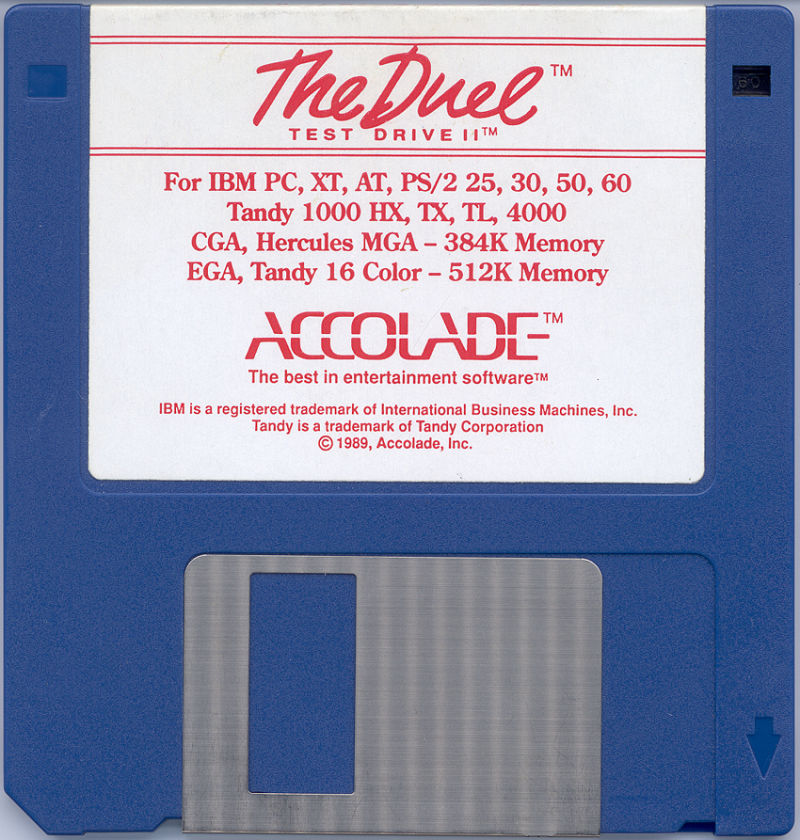 The Duel™
TEST DRIVE II™
For IBM PC, XT, AT, PS/2 25, 30, 50, 60
Tandy 1000 HX, TX, TL, 4000
CGA, Hercules MGA – 384K Memory
EGA, Tandy 16 Color – 512K Memory
ACCOLADE™
The best in entertainment software™
IBM is a registered trademark of International Business Machines, Inc.
Tandy is a trademark of Tandy Corporation
© 1989, Accolade, Inc.